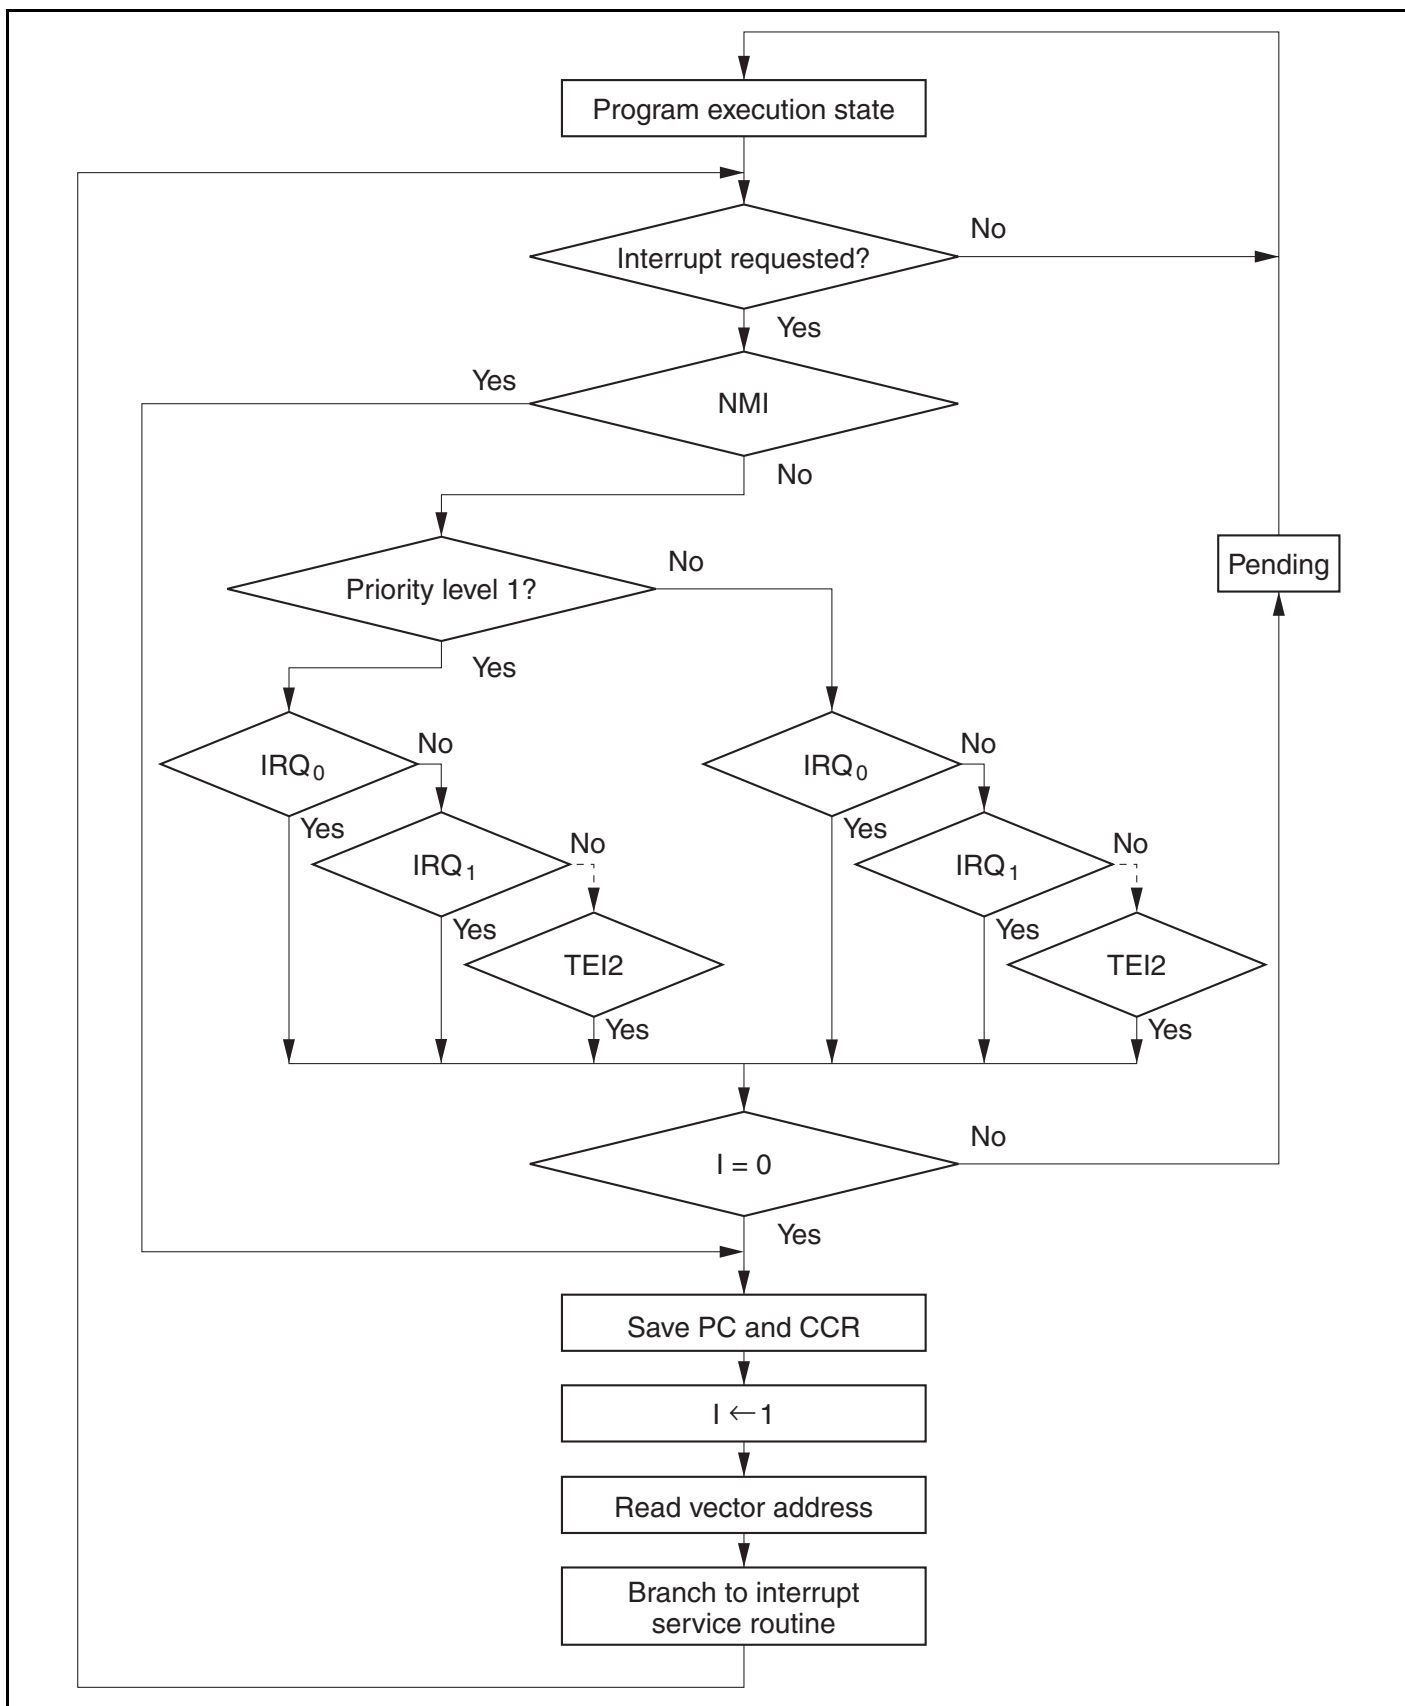 Program execution state
No
Interrupt requested?
Yes
Yes
NMI
No
No
Pending
Priority level 1?
Yes
No
No
IRQ0
IRQ0
Yes
No
Yes
No
IRQ1
IRQ1
Yes
Yes
TEI2
TEI2
Yes
Yes
No
I = 0
Yes
Save PC and CCR
I ←1
Read vector address
Branch to interrupt
service routine